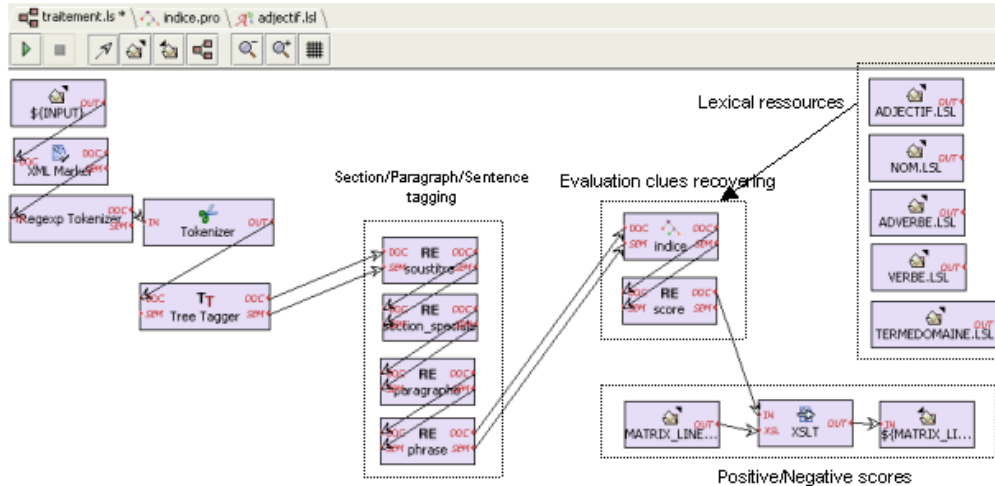 traitement.ls * indice.pro adjectif.lsl
Lexical ressources
OUT
${INPUT}
DOC DOC
XML Marker SEM
DOC
Regexp Tokenizer SEM
IN OUT
Tokenizer
DOC TT DOC
SEM Tree Tagger SEM
Section/Paragraph/Sentence
tagging
DOC RE DOC
SEM soustitre SEM
DOC RE DOC
SEM section_speciale SEM
DOC RE DOC
SEM paragraphe SEM
DOC RE DOC
SEM phrase SEM
Evaluation clues recovering
DOC DOC
SEM indice SEM
DOC RE DOC
SEM score SEM
OUT
ADJECTIF.LSL
OUT
NOM.LSL
OUT
ADVERBE.LSL
OUT
VERBE.LSL
OUT
TERMEDOMAINE.LSL
OUT
MATRIX_LINE...
IN OUT
XSL XSLT
IN
${MATRIX_LI...
Positive/Negative scores